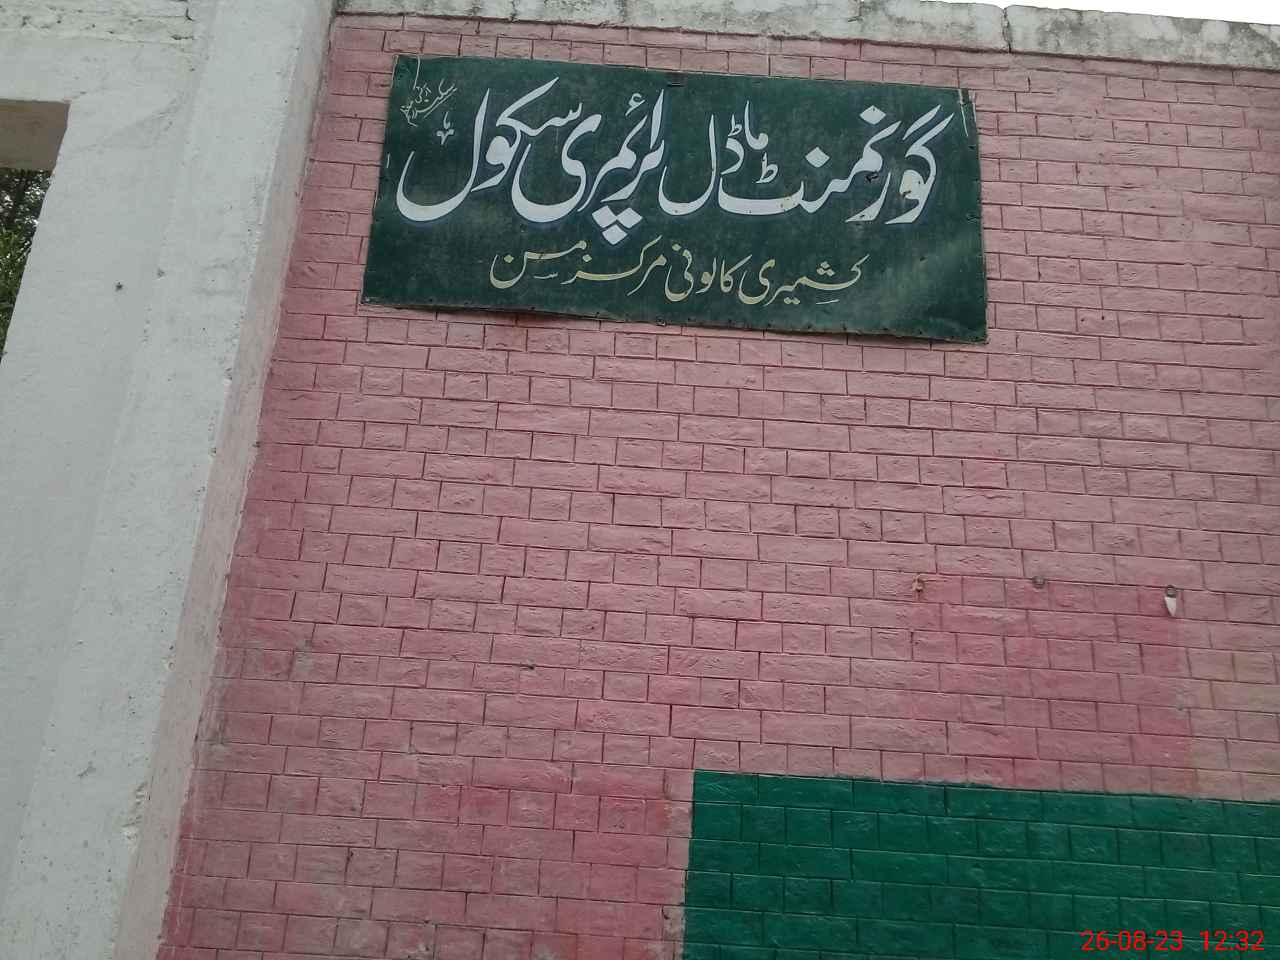 گورنمنٹ ماڈل پرائمری سکول
کشمیری کالونی مرکز مسن
26-08-23 12:32